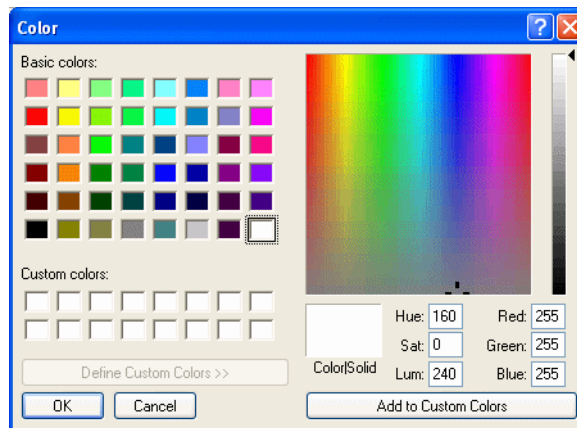 Color
Basic colors:
Custom colors:
Define Custom Colors >>
OK Cancel
Color|Solid
Hue: 160 Red: 255
Sat: 0 Green: 255
Lum: 240 Blue: 255
Add to Custom Colors